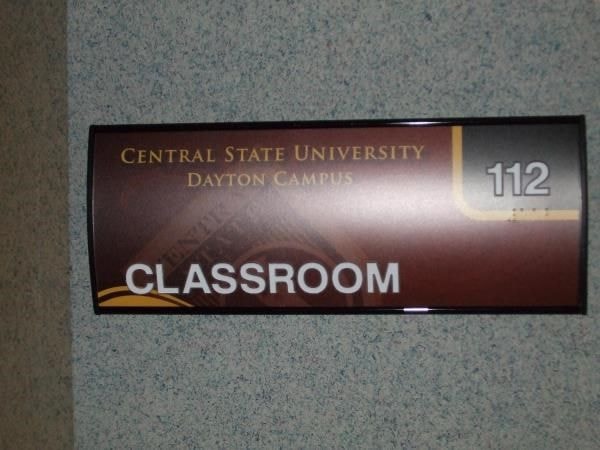 CENTRAL STATE UNIVERSITY
DAYTON CAMPUS
112
CLASSROOM